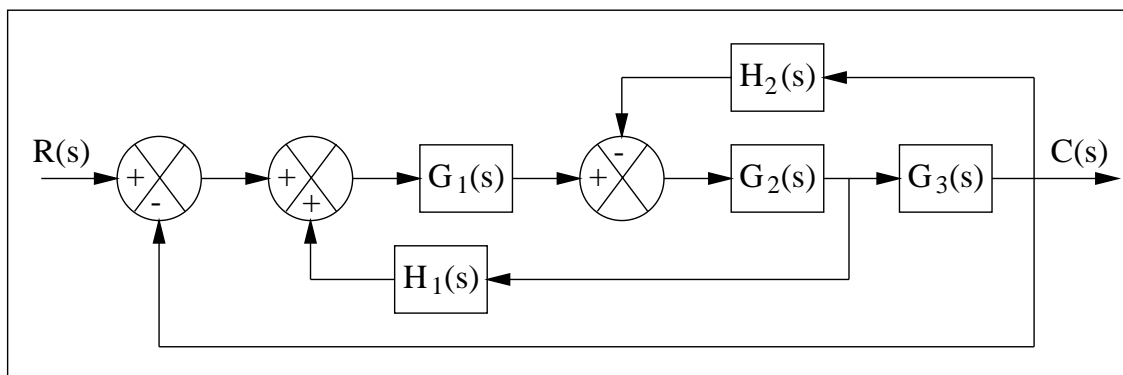 H₂(s)
R(s)
+
-
+
+
G₁(s)
+
-
G₂(s)
G₃(s)
C(s)
H₁(s)